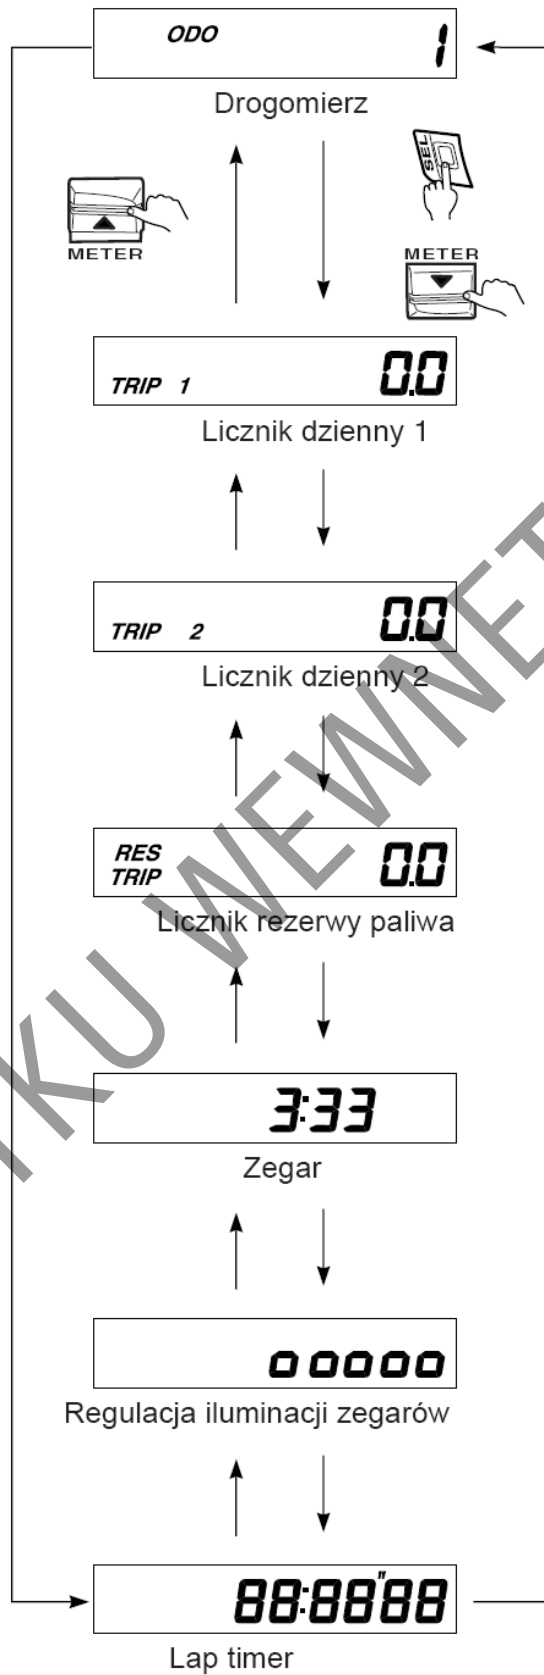 ODO 1
Drogomierz
SEL
METER
METER
TRIP 1 0.0
Licznik dzienny 1
TRIP 2 0.0
Licznik dzienny 2
RES
TRIP 0.0
Licznik rezerwy paliwa
3:33
Zegar
Regulacja iluminacji zegarów
88:88"88
Lap timer